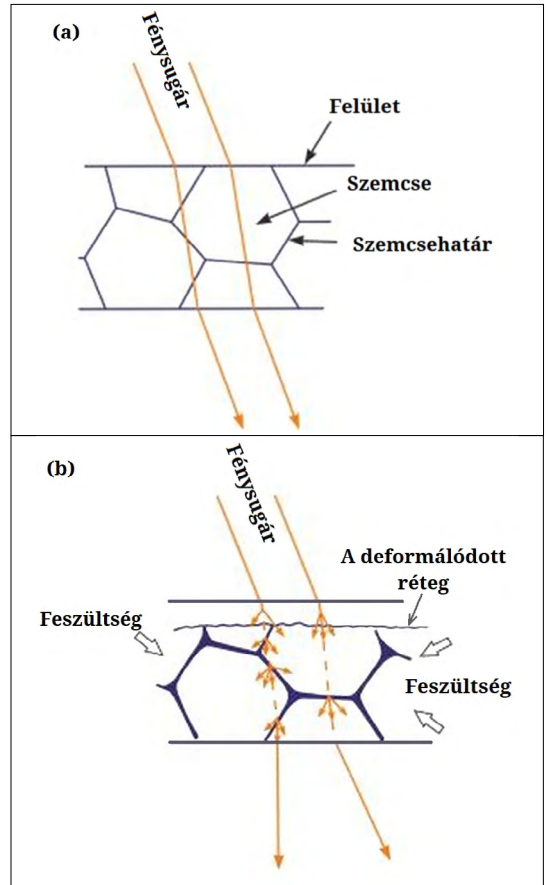 (a)
Fénysugár
Felület
Szemcse
Szemcsehatár
(b)
Fénysugár
A deformálódott
réteg
Feszültség
Feszültség